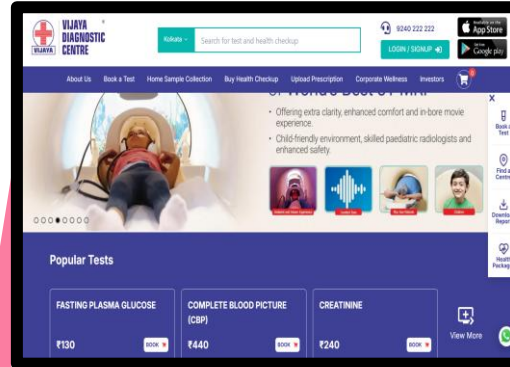 VIJAYA
DIAGNOSTIC
CENTRE
VIJAYA
Kolkata
Search for test and health checkup
9240 222 222
LOGIN / SIGNUP
App Store
Google play
About Us
Book a Test
Home Sample Collection
Buy Health Checkup
Upload Prescription
Corporate Wellness
Investors
• Offering extra clarity, enhanced comfort and in-bore movie
experience.
• Child-friendly environment, skilled paediatric radiologists and
enhanced safety.
X
Book a
Test
Find a
Centre
Download
Report
Health
Package
Popular Tests
FASTING PLASMA GLUCOSE
₹130
BOOK
COMPLETE BLOOD PICTURE
(CBP)
₹440
BOOK
CREATININE
₹240
BOOK
View More